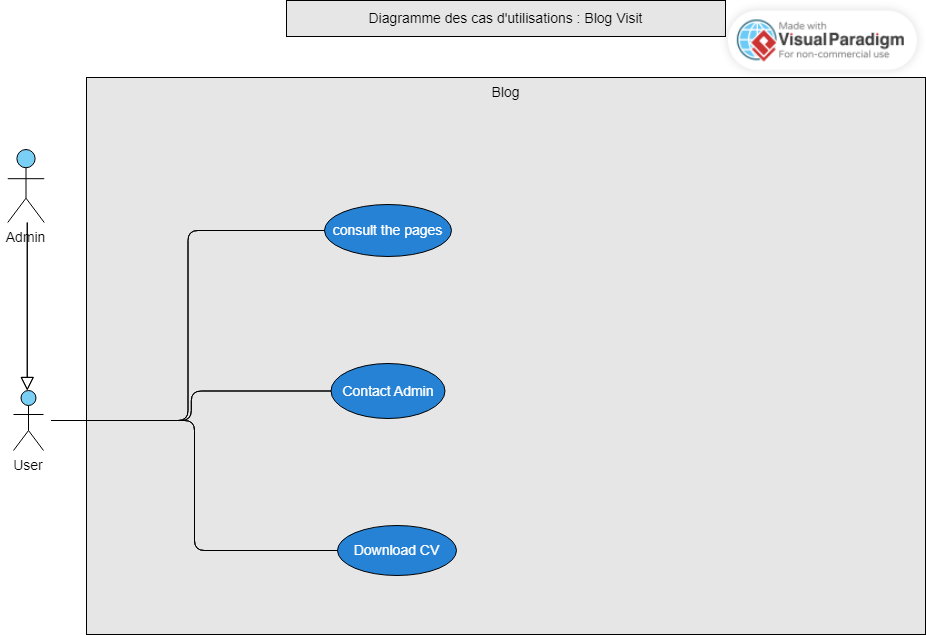 Diagramme des cas d'utilisations : Blog Visit
Made with
Visual Paradigm
For non-commercial use
Blog
Admin
consult the pages
Contact Admin
User
Download CV